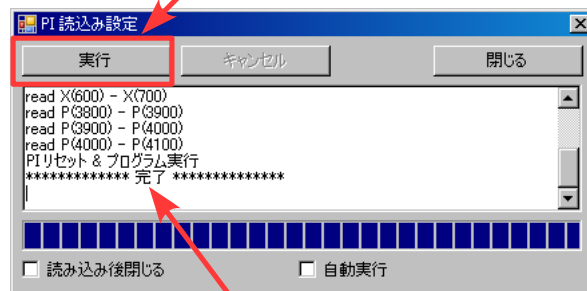 PI 読込み設定
実行 キャンセル 閉じる
read X(600) - X(700)
read P(3800) - P(3900)
read P(3900) - P(4000)
read P(4000) - P(4100)
PIリセット & プログラム実行
************* 完了 **************
読み込み後閉じる 自動実行